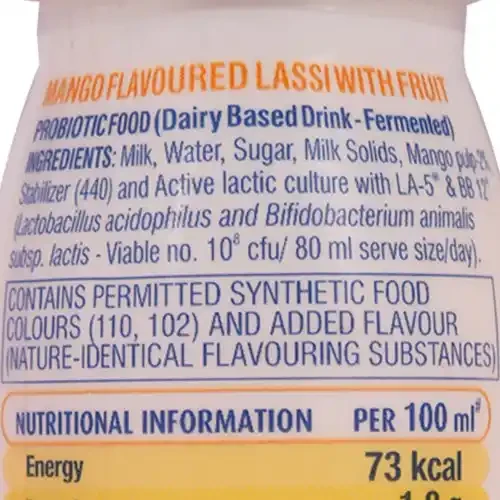 MANGO FLAVOURED LASSI WITH FRUIT
PROBIOTIC FOOD (Dairy Based Drink - Fermented)
INGREDIENTS: Milk, Water, Sugar, Milk Solids, Mango pulp-2%
Stabilizer (440) and Active lactic culture with LA-5® & BB 12®
(Lactobacillus acidophilus and Bifidobacterium animalis
subsp. lactis - Viable no. 10⁸ cfu/ 80 ml serve size/day).
CONTAINS PERMITTED SYNTHETIC FOOD
COLOURS (110, 102) AND ADDED FLAVOUR
(NATURE-IDENTICAL FLAVOURING SUBSTANCES)
NUTRITIONAL INFORMATION PER 100 ml#
Energy 73 kcal